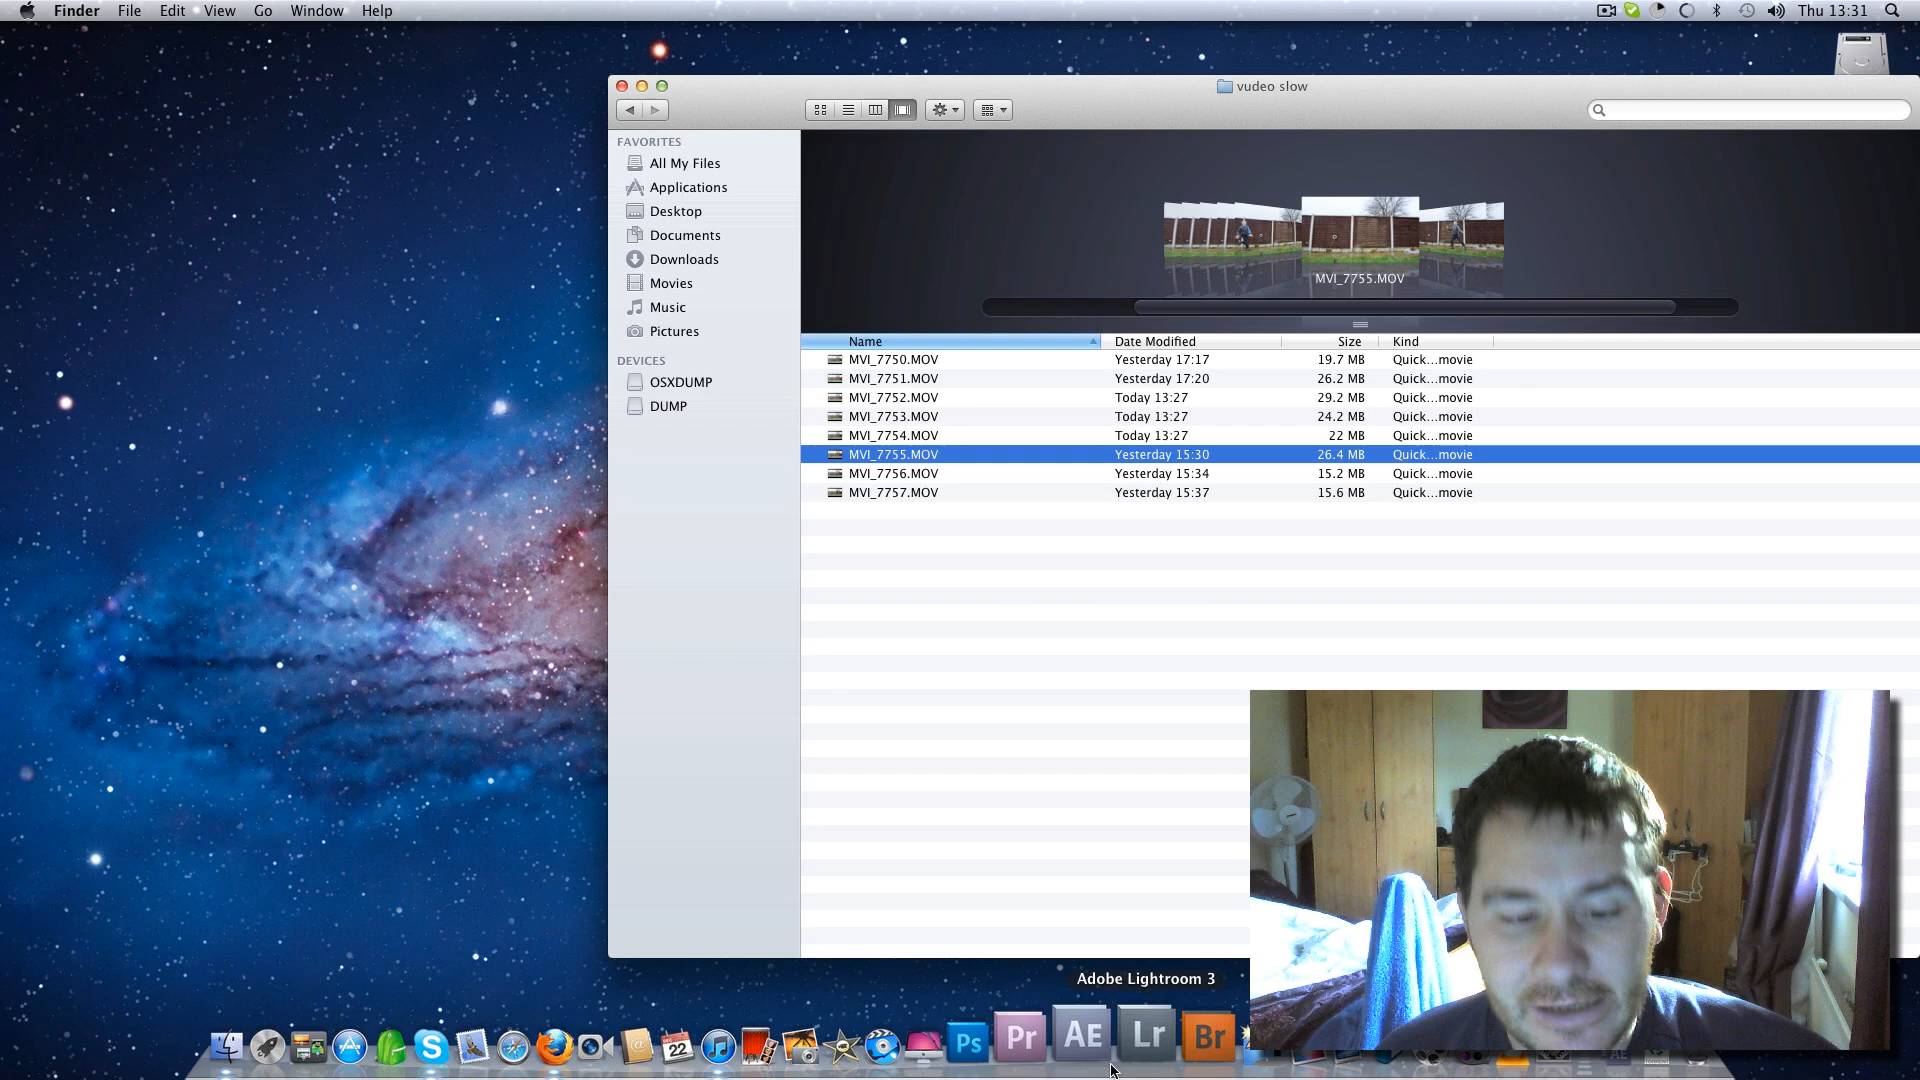 Finder File Edit View Go Window Help
Thu 13:31
vudeo slow
FAVORITES
All My Files
Applications
Desktop
Documents
Downloads
Movies
Music
Pictures
DEVICES
OSXDUMP
DUMP
MVI_7755.MOV
Name Date Modified Size Kind
MVI_7750.MOV Yesterday 17:17 19.7 MB Quick...movie
MVI_7751.MOV Yesterday 17:20 26.2 MB Quick...movie
MVI_7752.MOV Today 13:27 29.2 MB Quick...movie
MVI_7753.MOV Today 13:27 24.2 MB Quick...movie
MVI_7754.MOV Today 13:27 22 MB Quick...movie
MVI_7755.MOV Yesterday 15:30 26.4 MB Quick...movie
MVI_7756.MOV Yesterday 15:34 15.2 MB Quick...movie
MVI_7757.MOV Yesterday 15:37 15.6 MB Quick...movie
Adobe Lightroom 3
22
Ps Pr AE Lr Br